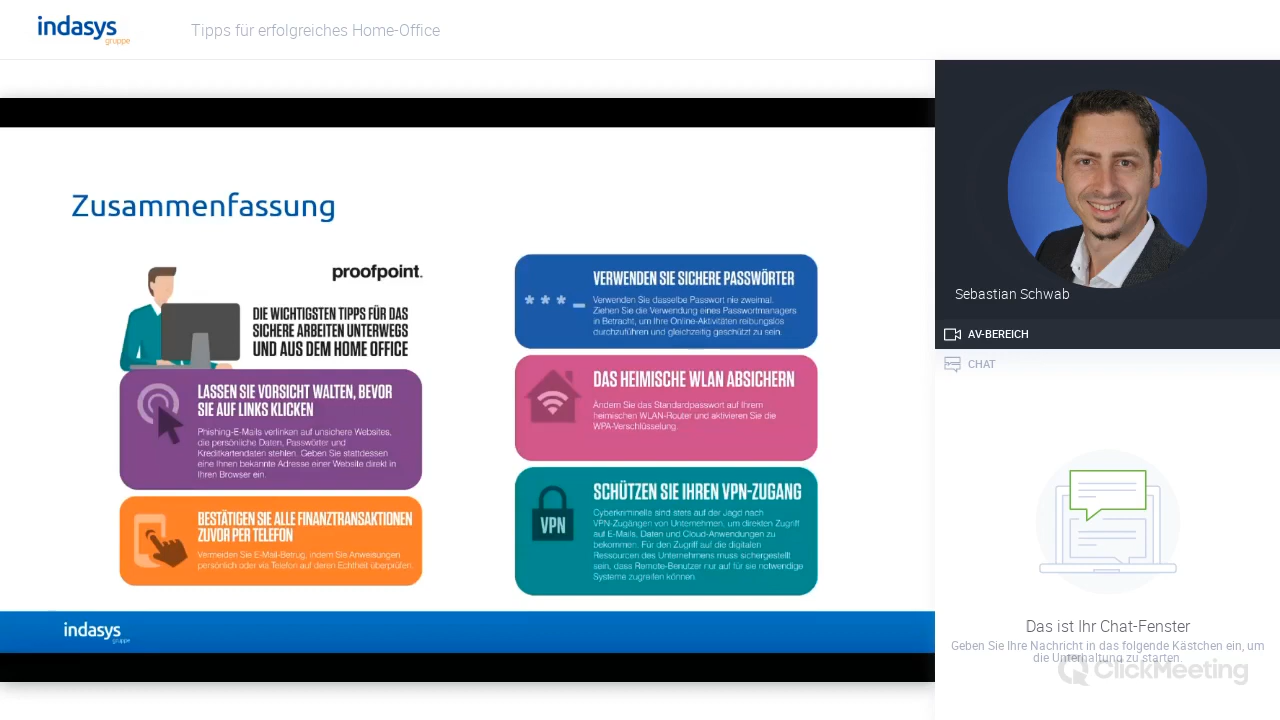 indasys
gruppe
Tipps für erfolgreiches Home-Office
Zusammenfassung
proofpoint.
DIE WICHTIGSTEN TIPPS FÜR DAS
SICHERE ARBEITEN UNTERWEGS
UND AUS DEM HOME OFFICE
LASSEN SIE VORSICHT WALTEN, BEVOR
SIE AUF LINKS KLICKEN
Phishing-E-Mails verlinken auf unsichere Websites,
die persönliche Daten, Passwörter und
Kreditkartendaten stehlen. Geben Sie stattdessen
eine Ihnen bekannte Adresse einer Website direkt in
Ihren Browser ein.
BESTÄTIGEN SIE ALLE FINANZTRANSAKTIONEN
ZUVOR PER TELEFON
Vermeiden Sie E-Mail-Betrug, indem Sie Anweisungen
persönlich oder via Telefon auf deren Echtheit überprüfen.
***_
VERWENDEN SIE SICHERE PASSWÖRTER
Verwenden Sie dasselbe Passwort nie zweimal.
Ziehen Sie die Verwendung eines Passwortmanagers
in Betracht, um Ihre Online-Aktivitäten reibungslos
durchzuführen und gleichzeitig geschützt zu sein.
DAS HEIMISCHE WLAN ABSICHERN
Ändern Sie das Standardpasswort auf Ihrem
heimischen WLAN-Router und aktivieren Sie die
WPA-Verschlüsselung.
VPN
SCHÜTZEN SIE IHREN VPN-ZUGANG
Cyberkriminelle sind stets auf der Jagd nach
VPN-Zugängen von Unternehmen, um direkten Zugriff
auf E-Mails, Daten und Cloud-Anwendungen zu
bekommen. Für den Zugriff auf die digitalen
Ressourcen des Unternehmens muss sichergestellt
sein, dass Remote-Benutzer nur auf für sie notwendige
Systeme zugreifen können.
indasys
gruppe
Sebastian Schwab
AV-BEREICH
CHAT
Das ist Ihr Chat-Fenster
Geben Sie Ihre Nachricht in das folgende Kästchen ein, um
die Unterhaltung zu starten.
ClickMeeting